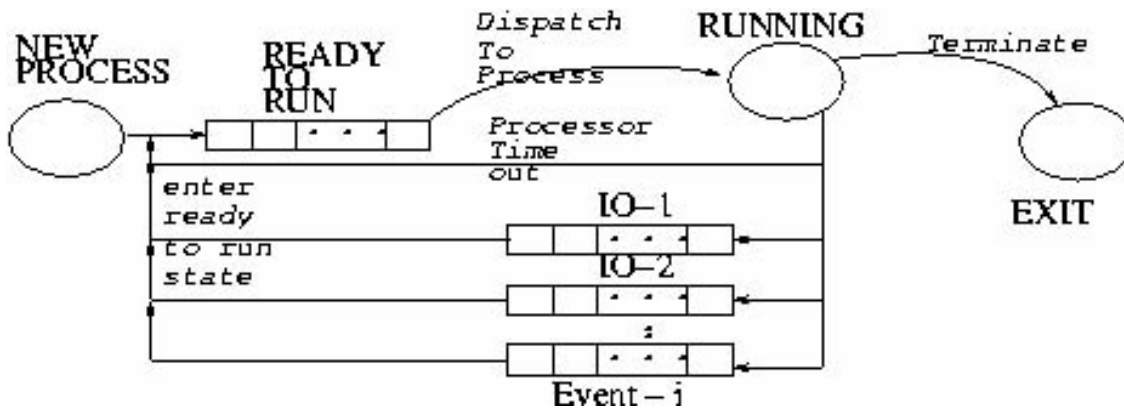 NEW
PROCESS
READY
TO
RUN
Dispatch
To
Process
RUNNING
Terminate
EXIT
Processor
Time
out
enter
ready
to run
state
IO-1
IO-2
Event-i